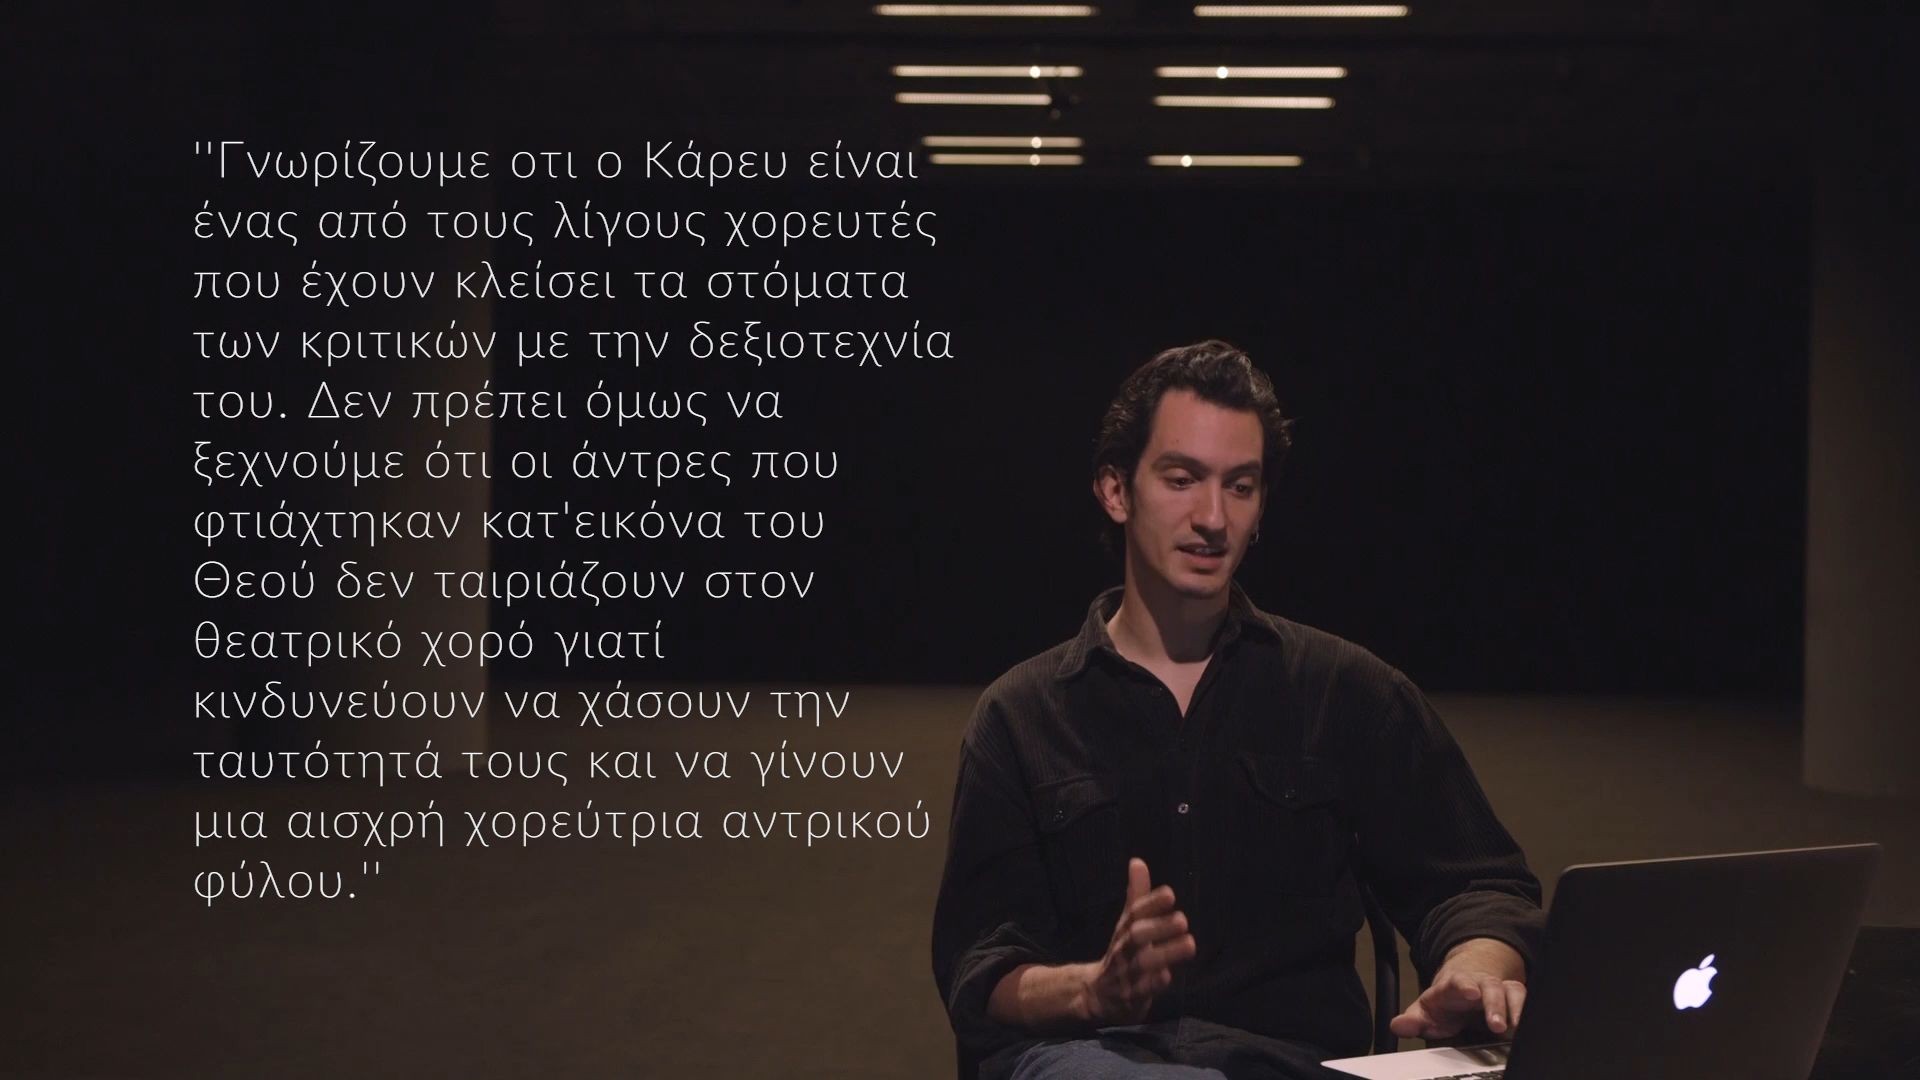 ''Γνωρίζουμε οτι ο Κάρευ είναι
ένας από τους λίγους χορευτές
που έχουν κλείσει τα στόματα
των κριτικών με την δεξιοτεχνία
του. Δεν πρέπει όμως να
ξεχνούμε ότι οι άντρες που
φτιάχτηκαν κατ'εικόνα του
Θεού δεν ταιριάζουν στον
θεατρικό χορό γιατί
κινδυνεύουν να χάσουν την
ταυτότητά τους και να γίνουν
μια αισχρή χορεύτρια αντρικού
φύλου.''